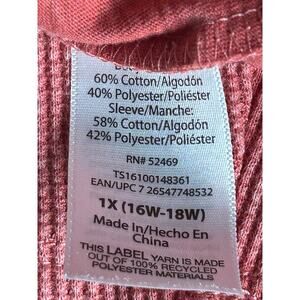 60% Cotton/Algodón
40% Polyester/Poliéster
Sleeve/Manche:
58% Cotton/Algodón
42% Polyester/Poliéster
RN# 52469
TS16100148361
EAN/UPC 7 26547748532
1X (16W-18W)
Made In/Hecho En
China
THIS LABEL YARN IS MADE
OUT OF 100% RECYCLED
POLYESTER MATERIALS